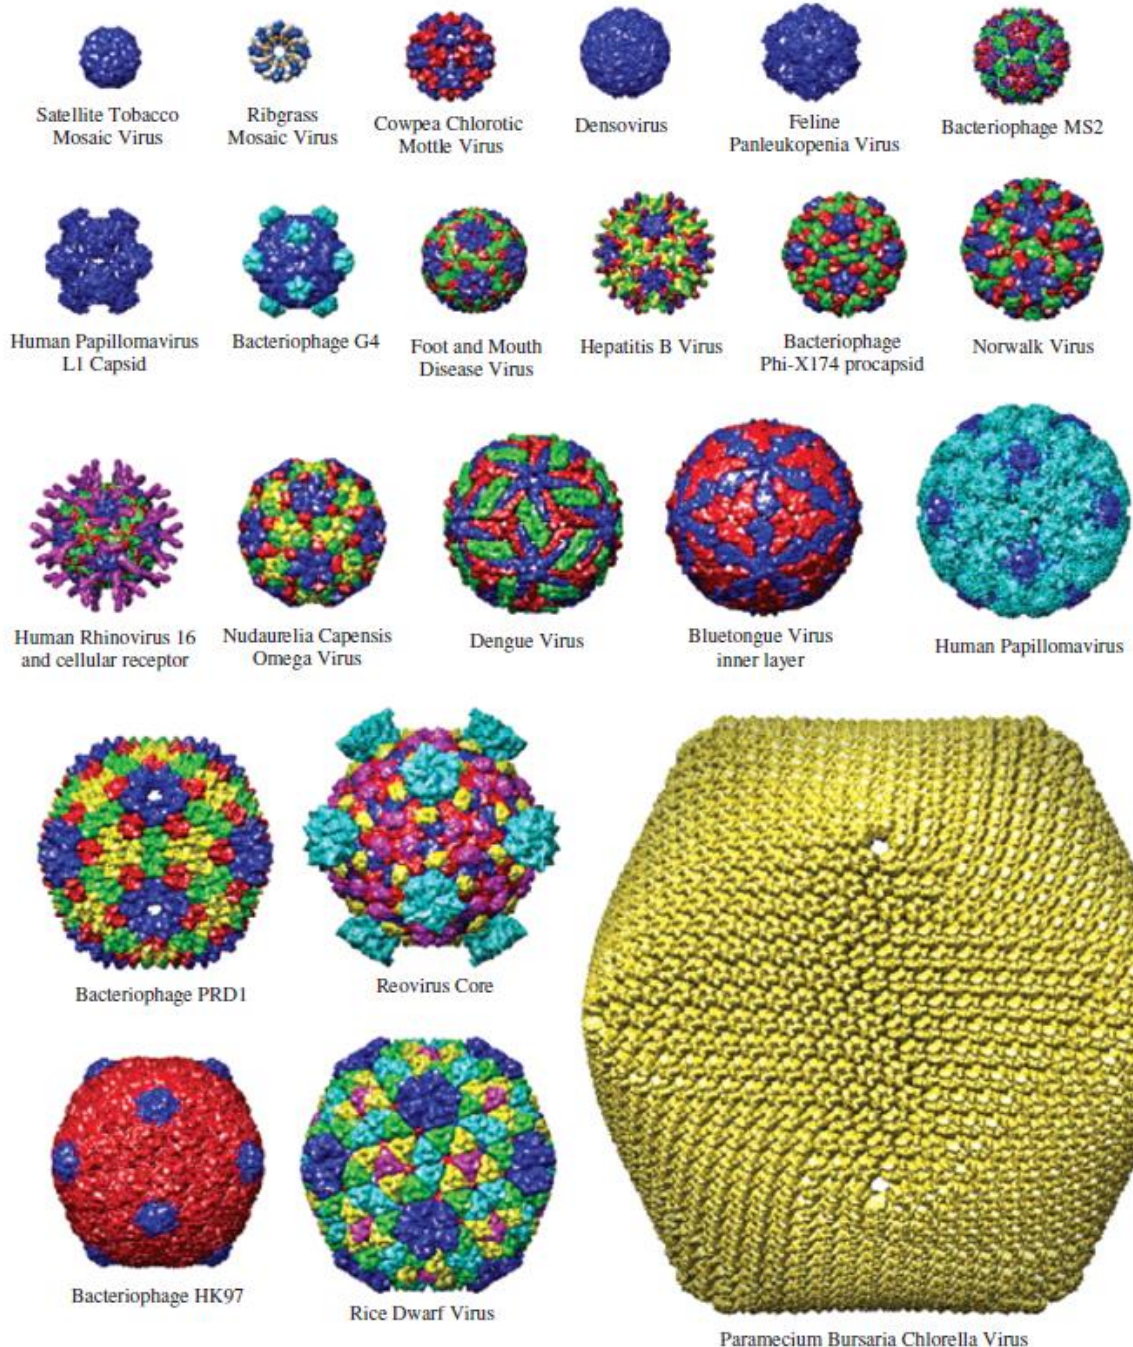 Satellite Tobacco
Mosaic Virus
Ribgrass
Mosaic Virus
Cowpea Chlorotic
Mottle Virus
Densovirus
Feline
Panleukopenia Virus
Bacteriophage MS2
Human Papillomavirus
L1 Capsid
Bacteriophage G4
Foot and Mouth
Disease Virus
Hepatitis B Virus
Bacteriophage
Phi-X174 procapsid
Norwalk Virus
Human Rhinovirus 16
and cellular receptor
Nudaurelia Capensis
Omega Virus
Dengue Virus
Bluetongue Virus
inner layer
Human Papillomavirus
Bacteriophage PRD1
Reovirus Core
Bacteriophage HK97
Rice Dwarf Virus
Paramecium Bursaria Chlorella Virus